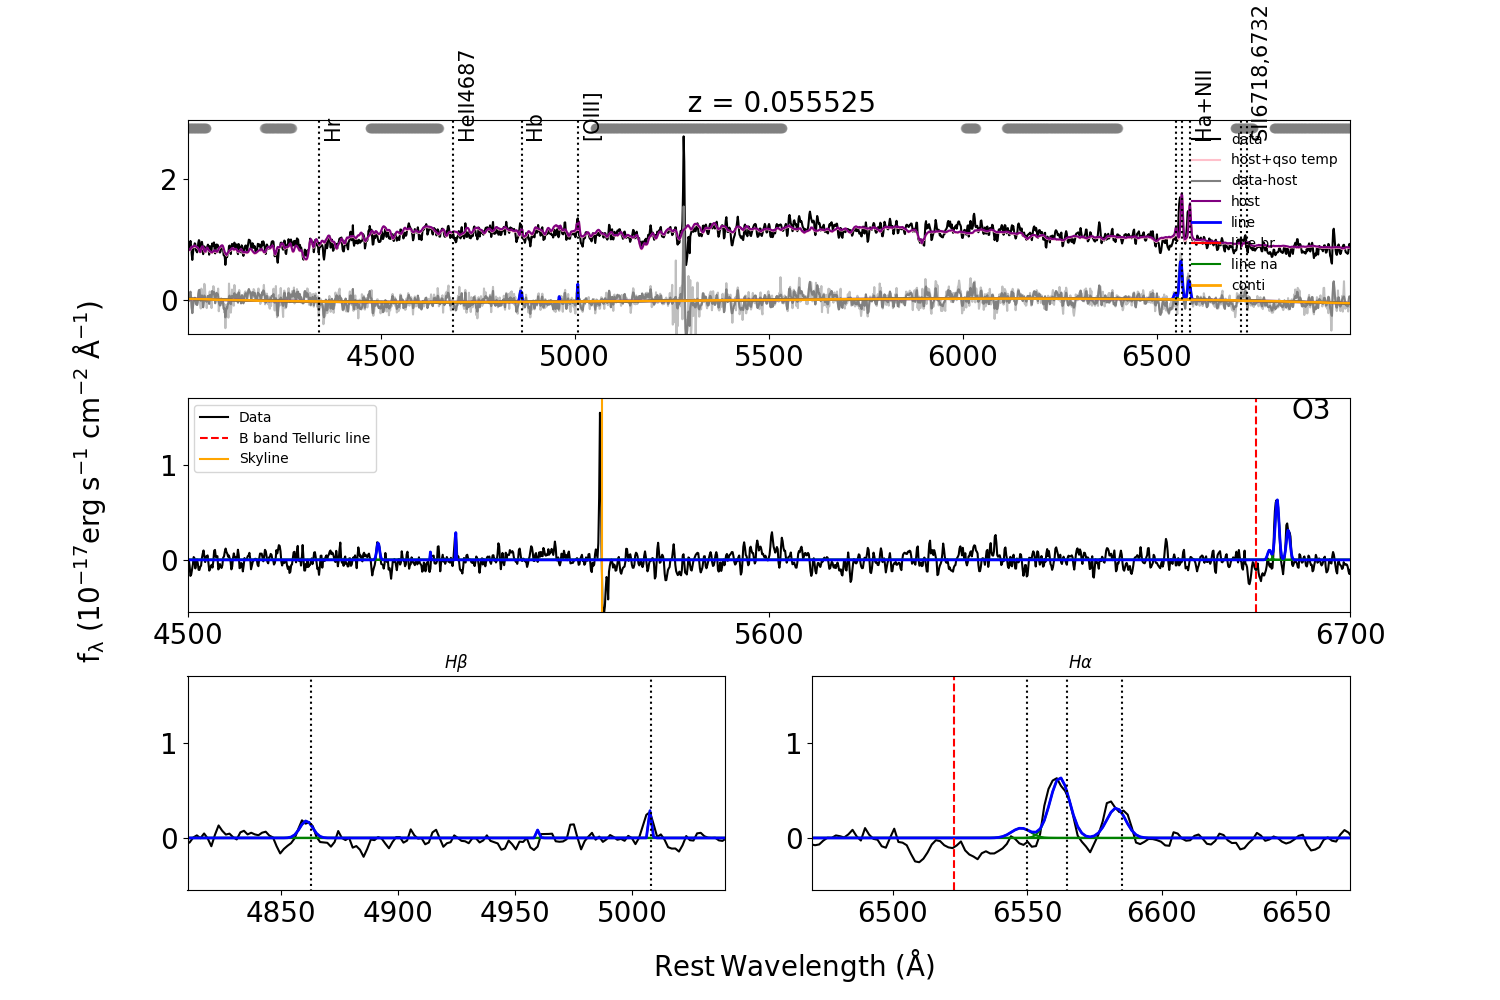 z = 0.055525
Hr
HeII4687
Hb
[OIII]
Ha+NII
SII6718,6732
data
host+qso temp
data-host
host
line
line br
line na
conti
2
0
4500
5000
5500
6000
6500
O3
Data
B band Telluric line
Skyline
1
0
4500
5600
6700
fλ (10⁻¹⁷erg s⁻¹ cm⁻² Å⁻¹)
Hβ
1
0
4850
4900
4950
5000
Hα
1
0
6500
6550
6600
6650
Rest Wavelength (Å)